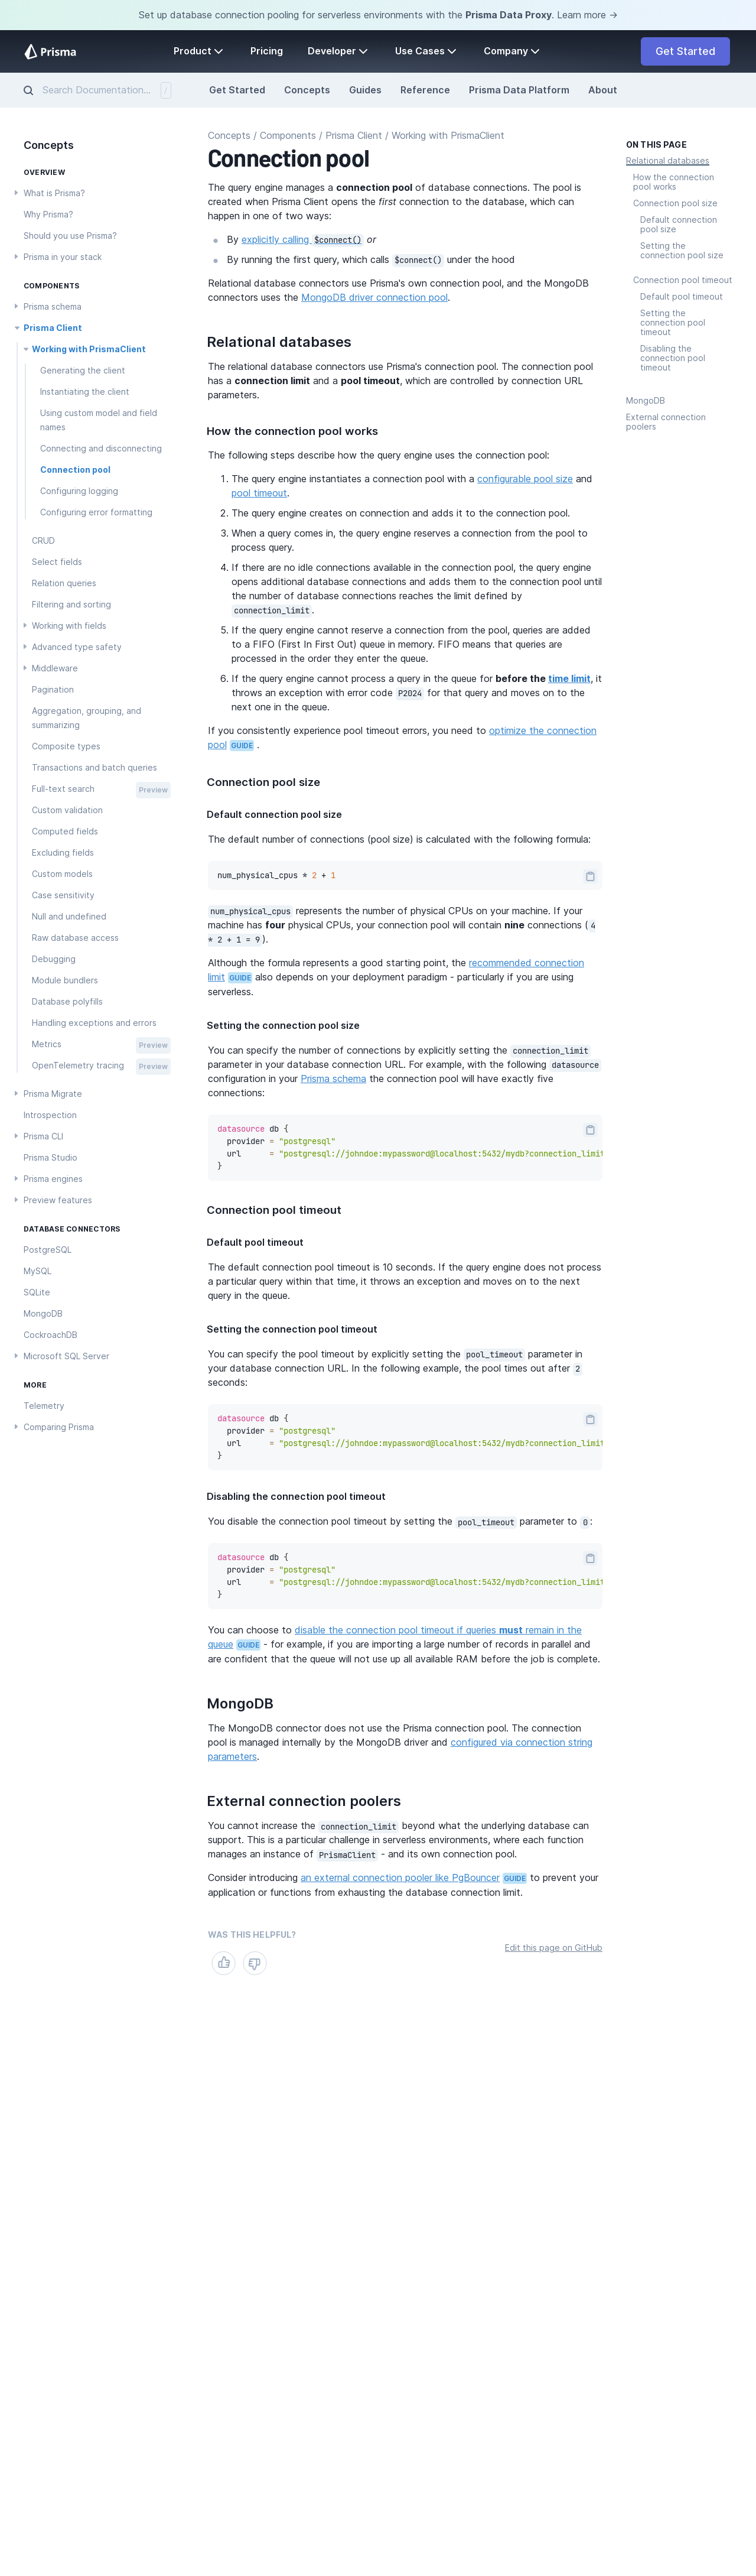 Set up database connection pooling for serverless environments with the Prisma Data Proxy. Learn more →
Prisma
Product
Pricing
Developer
Use Cases
Company
Get Started
Search Documentation...
/
Get Started
Concepts
Guides
Reference
Prisma Data Platform
About
Concepts
OVERVIEW
What is Prisma?
Why Prisma?
Should you use Prisma?
Prisma in your stack
COMPONENTS
Prisma schema
Prisma Client
Working with PrismaClient
Generating the client
Instantiating the client
Using custom model and field
names
Connecting and disconnecting
Connection pool
Configuring logging
Configuring error formatting
CRUD
Select fields
Relation queries
Filtering and sorting
Working with fields
Advanced type safety
Middleware
Pagination
Aggregation, grouping, and
summarizing
Composite types
Transactions and batch queries
Full-text search Preview
Custom validation
Computed fields
Excluding fields
Custom models
Case sensitivity
Null and undefined
Raw database access
Debugging
Module bundlers
Database polyfills
Handling exceptions and errors
Metrics Preview
OpenTelemetry tracing Preview
Prisma Migrate
Introspection
Prisma CLI
Prisma Studio
Prisma engines
Preview features
DATABASE CONNECTORS
PostgreSQL
MySQL
SQLite
MongoDB
CockroachDB
Microsoft SQL Server
MORE
Telemetry
Comparing Prisma
Concepts / Components / Prisma Client / Working with PrismaClient
Connection pool
The query engine manages a connection pool of database connections. The pool is
created when Prisma Client opens the first connection to the database, which can
happen in one of two ways:
By explicitly calling $connect() or
By running the first query, which calls $connect() under the hood
Relational database connectors use Prisma's own connection pool, and the MongoDB
connectors uses the MongoDB driver connection pool.
Relational databases
The relational database connectors use Prisma's connection pool. The connection pool
has a connection limit and a pool timeout, which are controlled by connection URL
parameters.
How the connection pool works
The following steps describe how the query engine uses the connection pool:
1. The query engine instantiates a connection pool with a configurable pool size and
pool timeout.
2. The query engine creates on connection and adds it to the connection pool.
3. When a query comes in, the query engine reserves a connection from the pool to
process query.
4. If there are no idle connections available in the connection pool, the query engine
opens additional database connections and adds them to the connection pool until
the number of database connections reaches the limit defined by
connection_limit.
5. If the query engine cannot reserve a connection from the pool, queries are added
to a FIFO (First In First Out) queue in memory. FIFO means that queries are
processed in the order they enter the queue.
6. If the query engine cannot process a query in the queue for before the time limit, it
throws an exception with error code P2024 for that query and moves on to the
next one in the queue.
If you consistently experience pool timeout errors, you need to optimize the connection
pool GUIDE .
Connection pool size
Default connection pool size
The default number of connections (pool size) is calculated with the following formula:
num_physical_cpus * 2 + 1
num_physical_cpus represents the number of physical CPUs on your machine. If your
machine has four physical CPUs, your connection pool will contain nine connections ( 4
* 2 + 1 = 9 ).
Although the formula represents a good starting point, the recommended connection
limit GUIDE also depends on your deployment paradigm - particularly if you are using
serverless.
Setting the connection pool size
You can specify the number of connections by explicitly setting the connection_limit
parameter in your database connection URL. For example, with the following datasource
configuration in your Prisma schema the connection pool will have exactly five
connections:
datasource db {
provider = "postgresql"
url = "postgresql://johndoe:mypassword@localhost:5432/mydb?connection_limit
}
Connection pool timeout
Default pool timeout
The default connection pool timeout is 10 seconds. If the query engine does not process
a particular query within that time, it throws an exception and moves on to the next
query in the queue.
Setting the connection pool timeout
You can specify the pool timeout by explicitly setting the pool_timeout parameter in
your database connection URL. In the following example, the pool times out after 2
seconds:
datasource db {
provider = "postgresql"
url = "postgresql://johndoe:mypassword@localhost:5432/mydb?connection_limit
}
Disabling the connection pool timeout
You disable the connection pool timeout by setting the pool_timeout parameter to 0 :
datasource db {
provider = "postgresql"
url = "postgresql://johndoe:mypassword@localhost:5432/mydb?connection_limit
}
You can choose to disable the connection pool timeout if queries must remain in the
queue GUIDE - for example, if you are importing a large number of records in parallel and
are confident that the queue will not use up all available RAM before the job is complete.
MongoDB
The MongoDB connector does not use the Prisma connection pool. The connection
pool is managed internally by the MongoDB driver and configured via connection string
parameters.
External connection poolers
You cannot increase the connection_limit beyond what the underlying database can
support. This is a particular challenge in serverless environments, where each function
manages an instance of PrismaClient - and its own connection pool.
Consider introducing an external connection pooler like PgBouncer GUIDE to prevent your
application or functions from exhausting the database connection limit.
WAS THIS HELPFUL?
Edit this page on GitHub
ON THIS PAGE
Relational databases
How the connection
pool works
Connection pool size
Default connection
pool size
Setting the
connection pool size
Connection pool timeout
Default pool timeout
Setting the
connection pool
timeout
Disabling the
connection pool
timeout
MongoDB
External connection
poolers